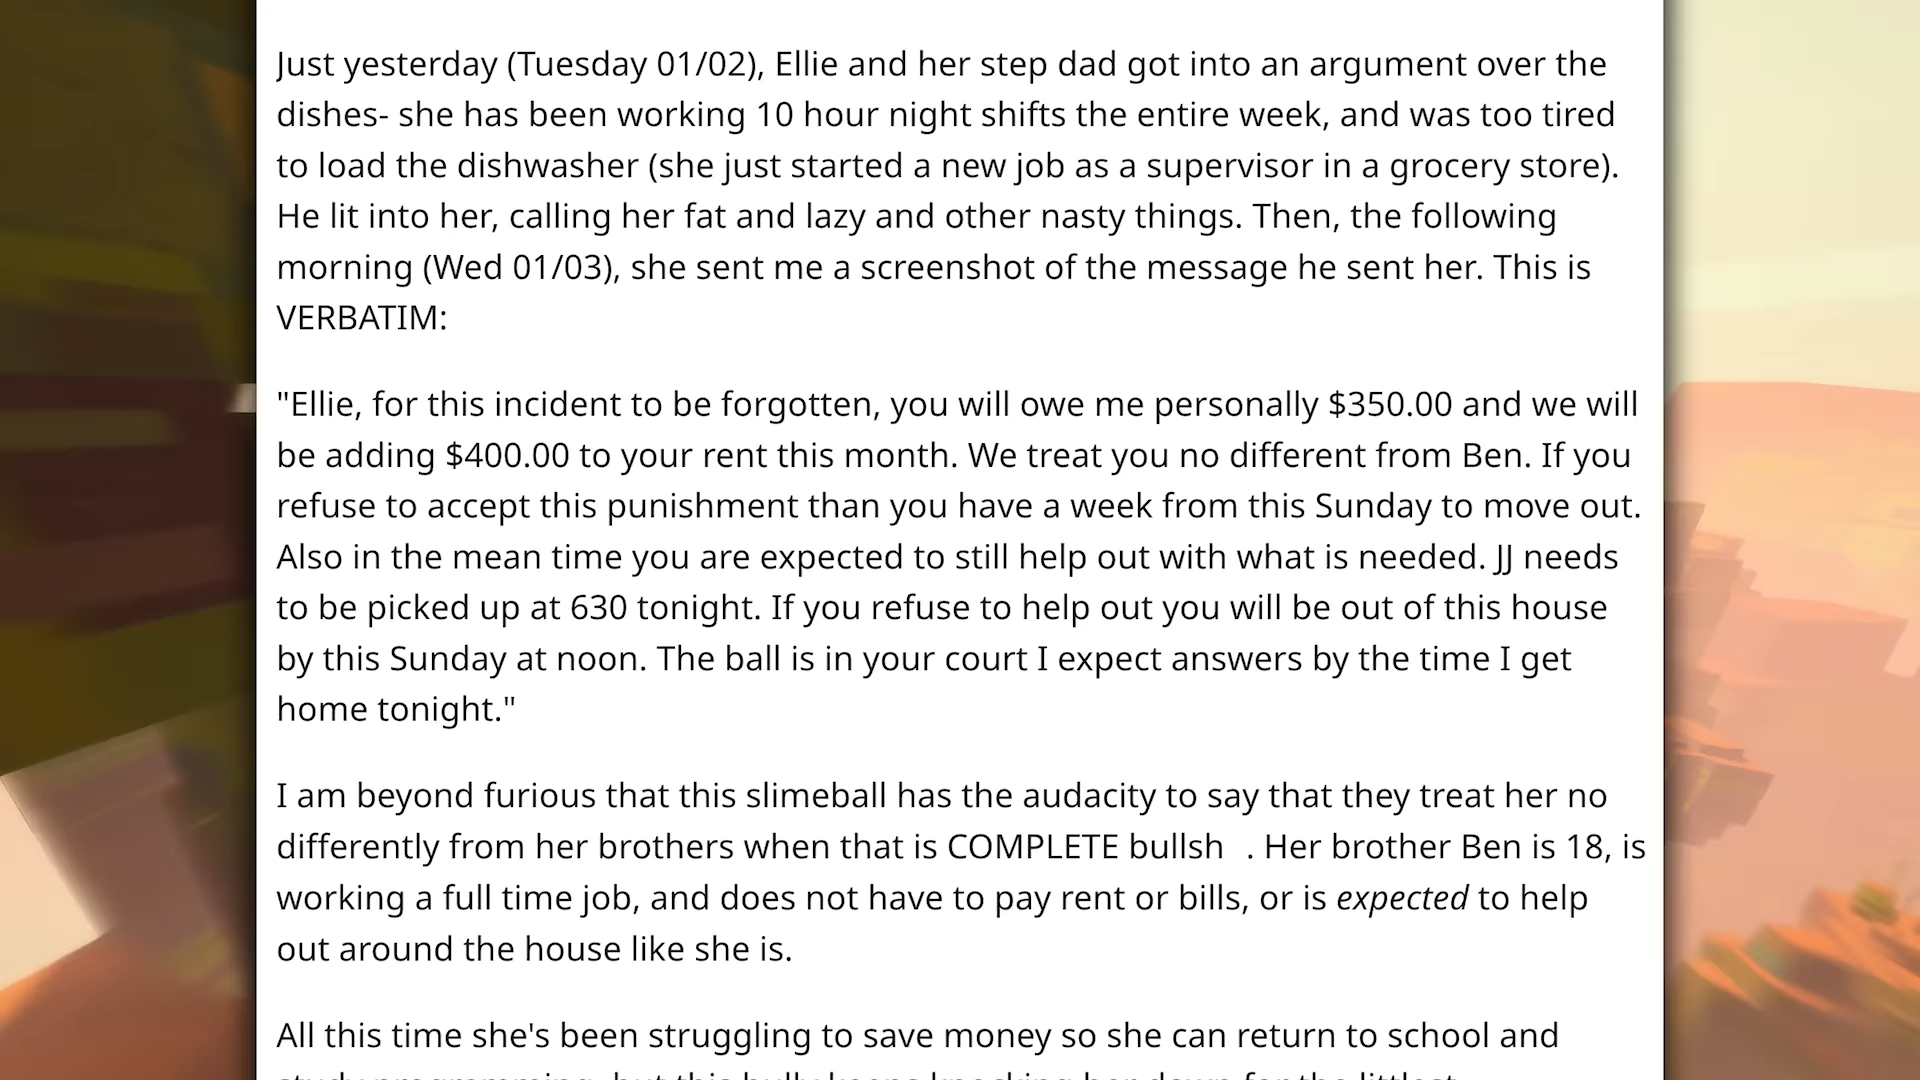 Just yesterday (Tuesday 01/02), Ellie and her step dad got into an argument over the
dishes- she has been working 10 hour night shifts the entire week, and was too tired
to load the dishwasher (she just started a new job as a supervisor in a grocery store).
He lit into her, calling her fat and lazy and other nasty things. Then, the following
morning (Wed 01/03), she sent me a screenshot of the message he sent her. This is
VERBATIM:
"Ellie, for this incident to be forgotten, you will owe me personally $350.00 and we will
be adding $400.00 to your rent this month. We treat you no different from Ben. If you
refuse to accept this punishment than you have a week from this Sunday to move out.
Also in the mean time you are expected to still help out with what is needed. JJ needs
to be picked up at 630 tonight. If you refuse to help out you will be out of this house
by this Sunday at noon. The ball is in your court I expect answers by the time I get
home tonight."
I am beyond furious that this slimeball has the audacity to say that they treat her no
differently from her brothers when that is COMPLETE bullsh . Her brother Ben is 18, is
working a full time job, and does not have to pay rent or bills, or is expected to help
out around the house like she is.
All this time she's been struggling to save money so she can return to school and
study programming, but this bully keeps knocking her down for the littlest